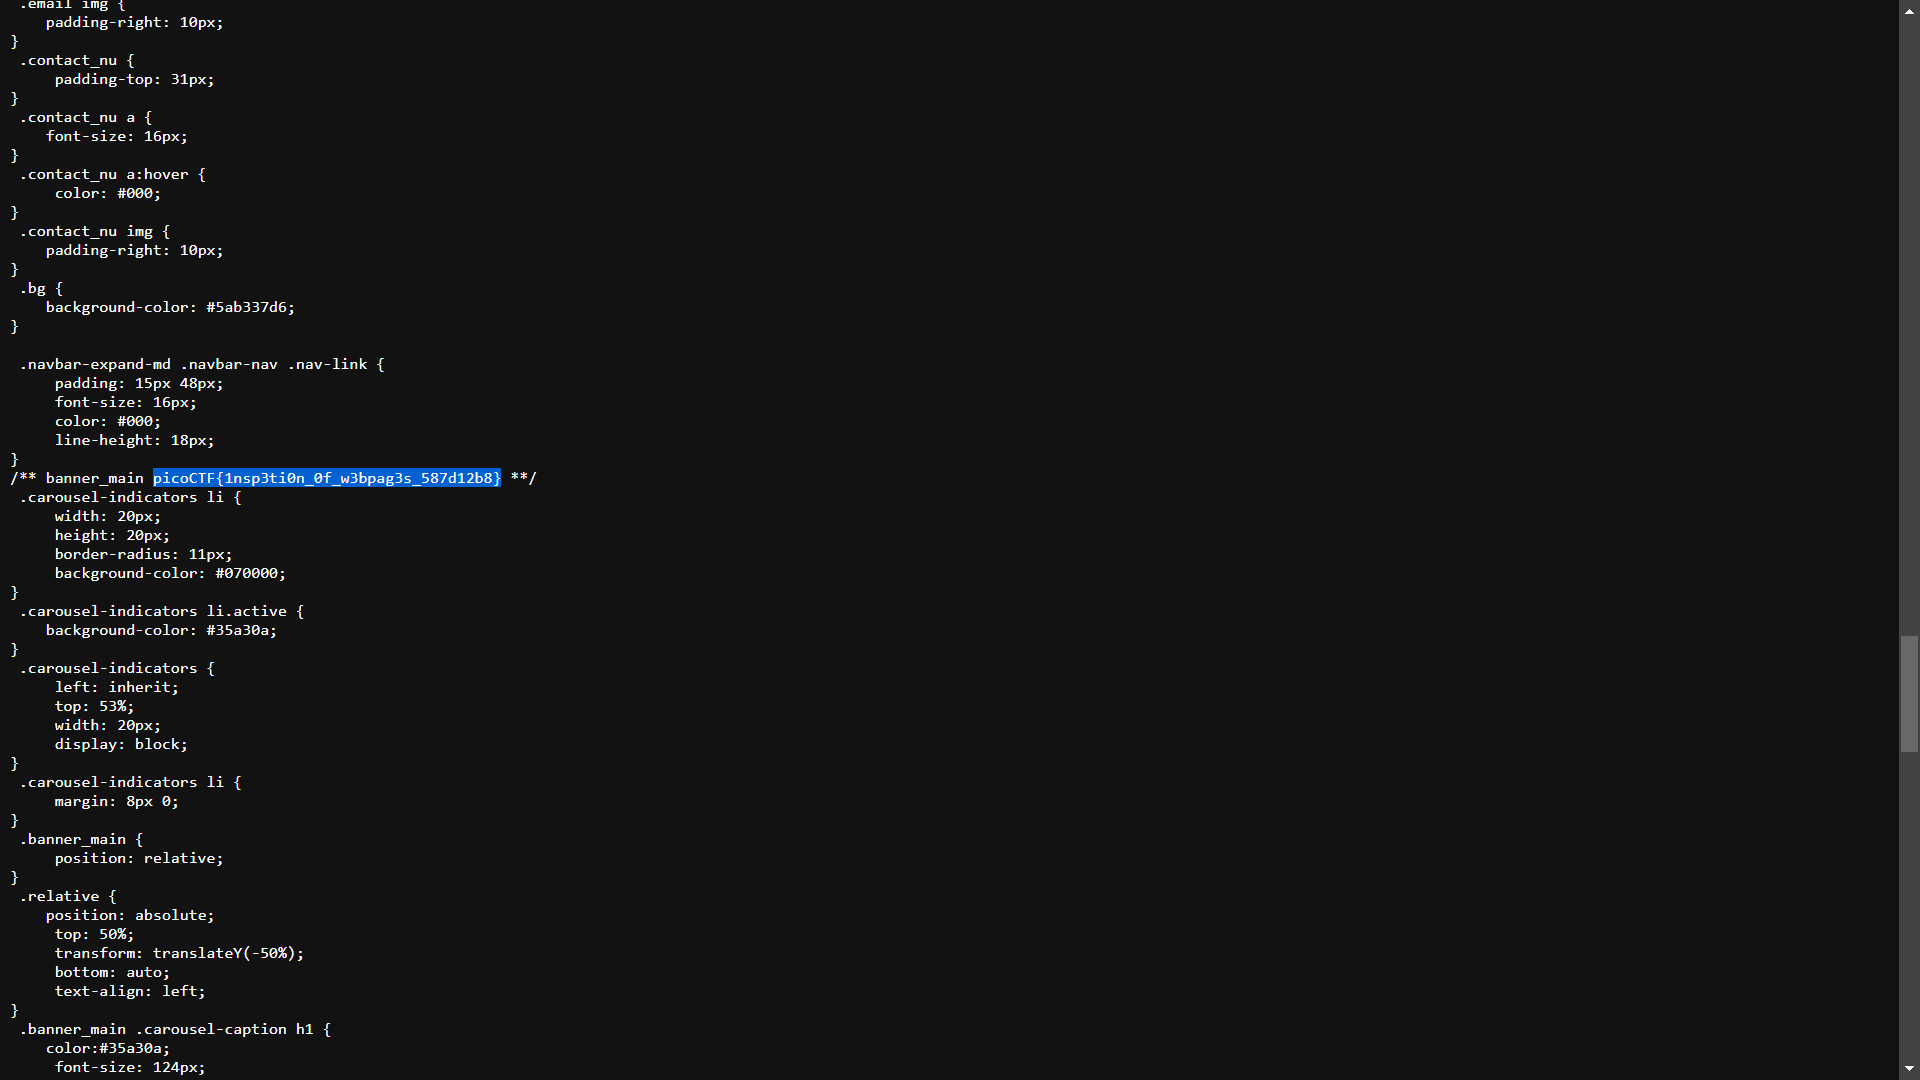 .email img {
padding-right: 10px;
}
.contact_nu {
padding-top: 31px;
}
.contact_nu a {
font-size: 16px;
}
.contact_nu a:hover {
color: #000;
}
.contact_nu img {
padding-right: 10px;
}
.bg {
background-color: #5ab337d6;
}
.navbar-expand-md .navbar-nav .nav-link {
padding: 15px 48px;
font-size: 16px;
color: #000;
line-height: 18px;
}
/** banner_main picoCTF{1nsp3ti0n_0f_w3bpag3s_587d12b8} **/
.carousel-indicators li {
width: 20px;
height: 20px;
border-radius: 11px;
background-color: #070000;
}
.carousel-indicators li.active {
background-color: #35a30a;
}
.carousel-indicators {
left: inherit;
top: 53%;
width: 20px;
display: block;
}
.carousel-indicators li {
margin: 8px 0;
}
.banner_main {
position: relative;
}
.relative {
position: absolute;
top: 50%;
transform: translateY(-50%);
bottom: auto;
text-align: left;
}
.banner_main .carousel-caption h1 {
color:#35a30a;
font-size: 124px;